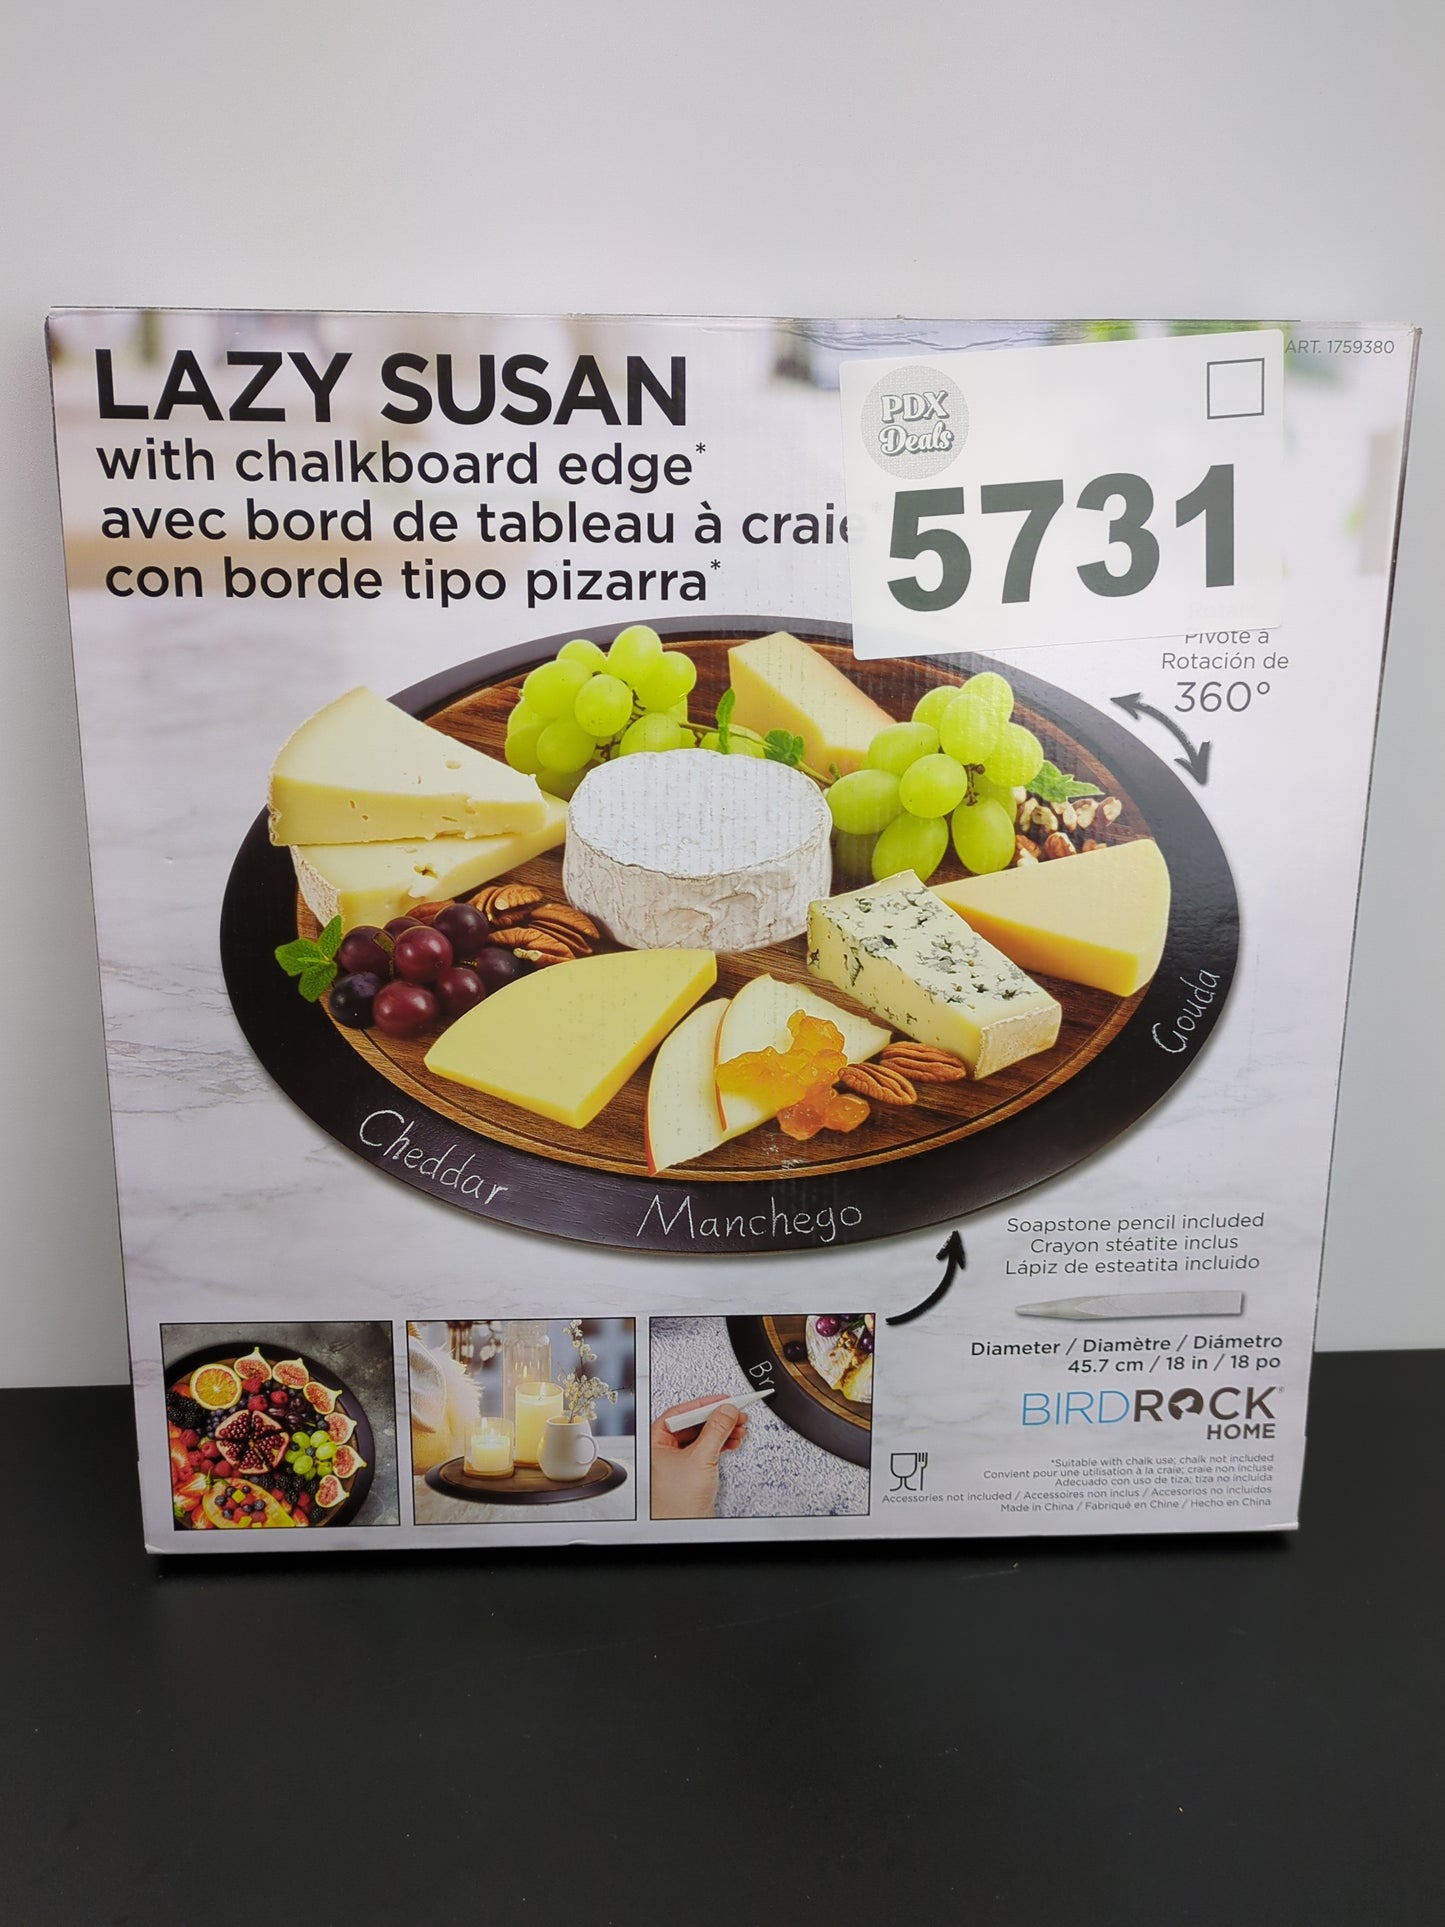 LAZY SUSAN
with chalkboard edge*
avec bord de tableau à craie*
con borde tipo pizarra*
ART. 1759380
PDX
Deals
5731
Pivote à
Rotación de
360°
Gouda
Cheddar
Manchego
Soapstone pencil included
Crayon stéatite inclus
Lápiz de esteatita incluido
Br
Diameter / Diamètre / Diámetro
45.7 cm / 18 in / 18 po
BIRDROCK®
HOME
*Suitable with chalk use; chalk not included
Convient pour une utilisation à la craie; craie non incluse
Adecuado con uso de tiza; tiza no incluida
Accessories not included / Accessoires non inclus / Accesorios no incluidos
Made in China / Fabriqué en Chine / Hecho en China